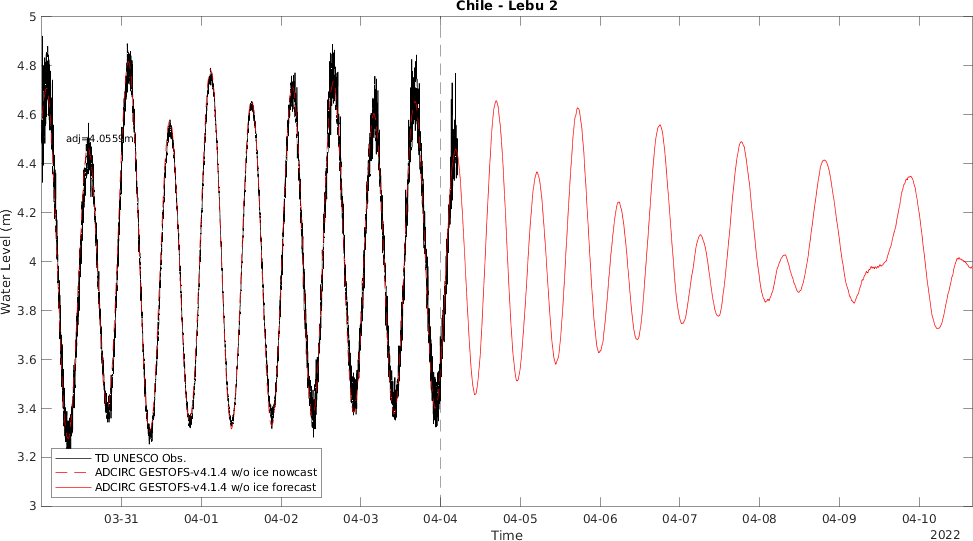 Chile - Lebu 2
5
4.8
4.6
4.4
4.2
4
3.8
3.6
3.4
3.2
3
Water Level (m)
adj=4.0559m
TD UNESCO Obs.
ADCIRC GESTOFS-v4.1.4 w/o ice nowcast
ADCIRC GESTOFS-v4.1.4 w/o ice forecast
03-31 04-01 04-02 04-03 04-04 04-05 04-06 04-07 04-08 04-09 04-10
Time
2022